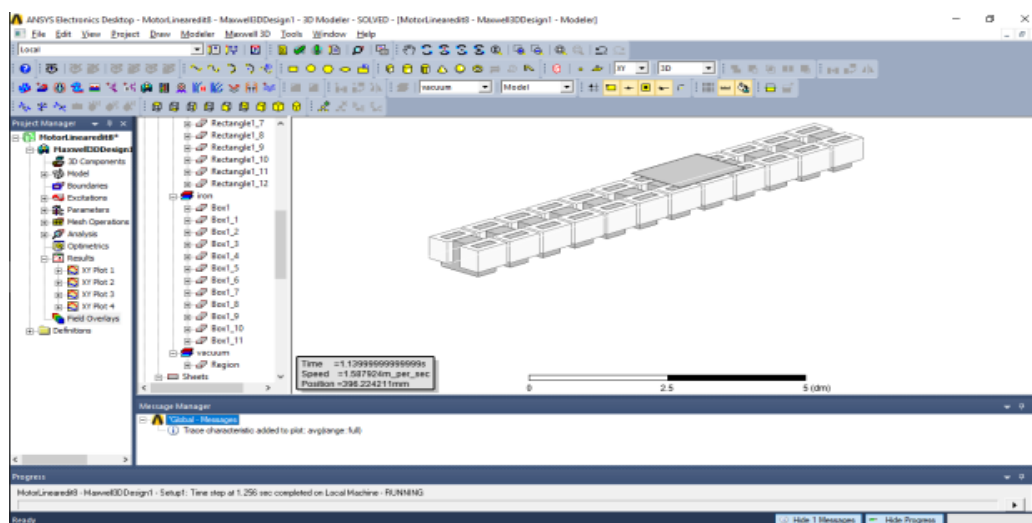 ANSYS Electronics Desktop - MotorLinearedit8 - Maxwell3DDesign1 - 3D Modeler - SOLVED - [MotorLinearedit8 - Maxwell3DDesign1 - Modeler]
File Edit View Project Draw Modeler Maxwell 3D Tools Window Help
Local
XY 3D
vacuum Model
Project Manager
MotorLinearedit8*
Maxwell3DDesign1
3D Components
Model
Boundaries
Excitations
Parameters
Mesh Operations
Analysis
Optimetrics
Results
XY Plot 1
XY Plot 2
XY Plot 3
XY Plot 4
Field Overlays
Definitions
Rectangle1_7
Rectangle1_8
Rectangle1_9
Rectangle1_10
Rectangle1_11
Rectangle1_12
iron
Box1
Box1_1
Box1_2
Box1_3
Box1_4
Box1_5
Box1_6
Box1_7
Box1_8
Box1_9
Box1_10
Box1_11
vacuum
Region
Sheets
Time =1.13999999999999s
Speed =1.587924m_per_sec
Position =396.224211mm
0 2.5 5 (dm)
Message Manager
*Global - Messages
Trace characteristic added to plot: avg(range: full)
Progress
MotorLinearedit8 - Maxwell3DDesign1 - Setup1: Time step at 1.256 sec completed on Local Machine - RUNNING
Ready
Hide 1 Messages Hide Progress